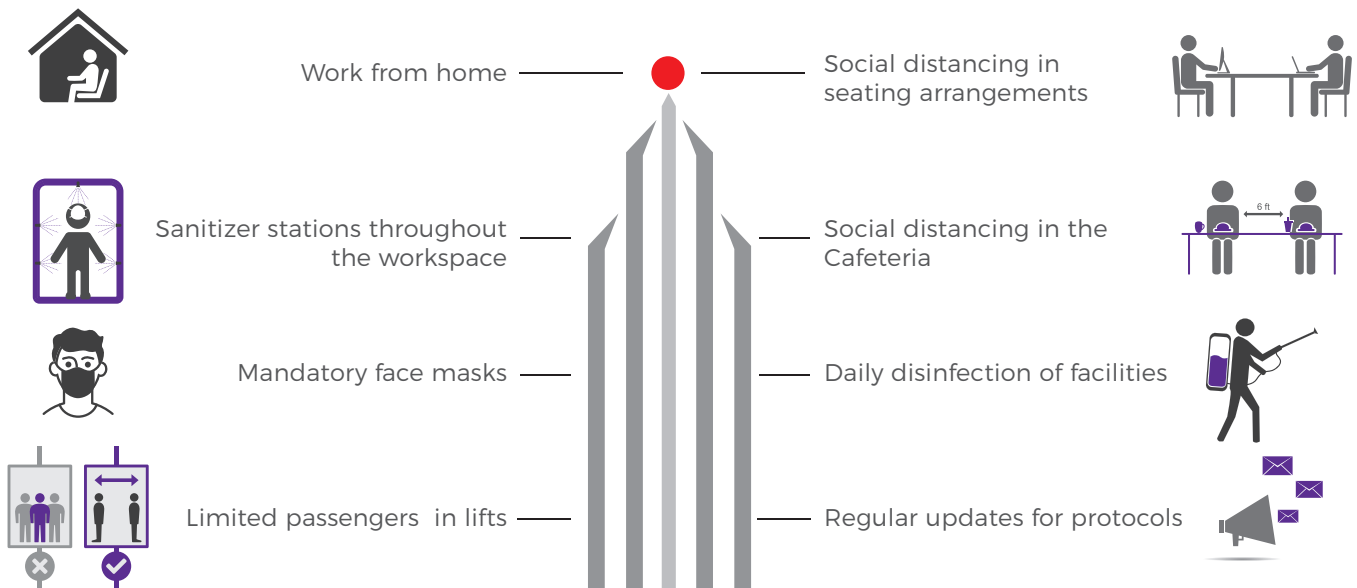 Work from home
Social distancing in
seating arrangements
Sanitizer stations throughout
the workspace
6 ft
Social distancing in the
Cafeteria
Mandatory face masks
Daily disinfection of facilities
Limited passengers  in lifts
Regular updates for protocols